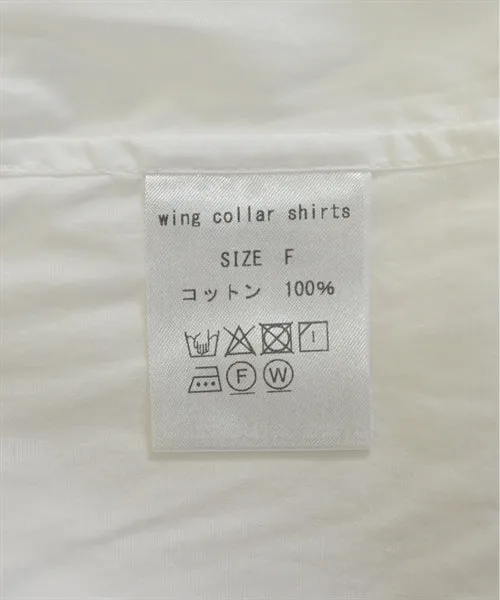 wing collar shirts
SIZE F
コットン 100%
F W